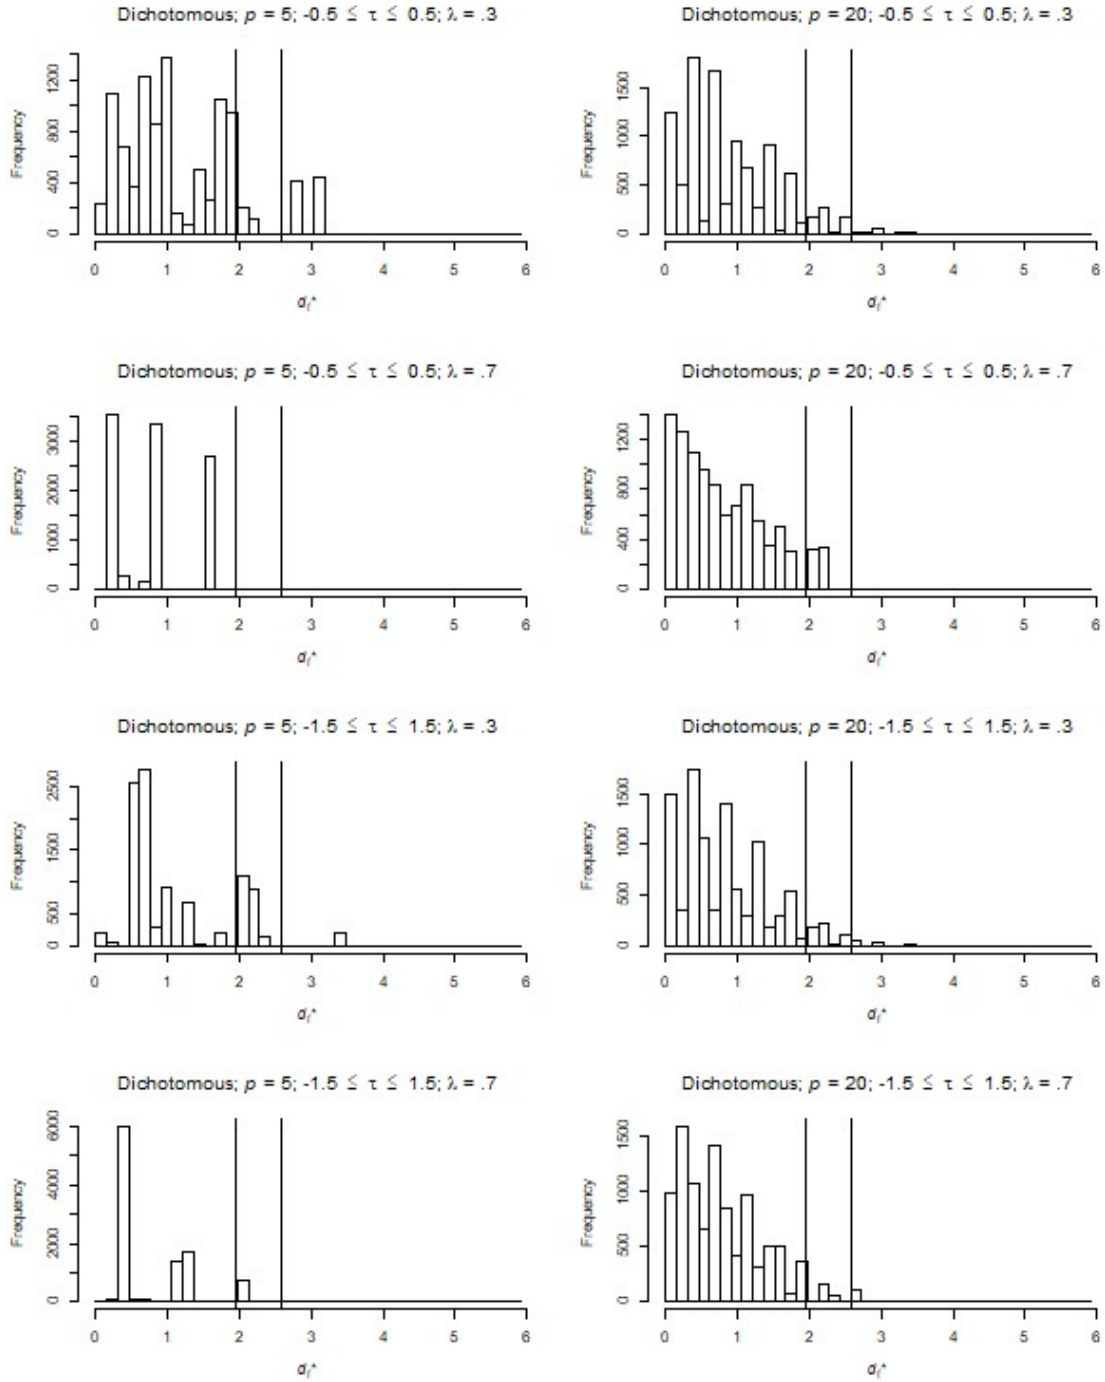 Dichotomous; p = 5; -0.5 ≤ τ ≤ 0.5; λ = .3
Frequency
0 400 800 1200
0 1 2 3 4 5 6
dᵢ*
Dichotomous; p = 20; -0.5 ≤ τ ≤ 0.5; λ = .3
Frequency
0 500 1000 1500
0 1 2 3 4 5 6
dᵢ*
Dichotomous; p = 5; -0.5 ≤ τ ≤ 0.5; λ = .7
Frequency
0 1000 2000 3000
0 1 2 3 4 5 6
dᵢ*
Dichotomous; p = 20; -0.5 ≤ τ ≤ 0.5; λ = .7
Frequency
0 400 800 1200
0 1 2 3 4 5 6
dᵢ*
Dichotomous; p = 5; -1.5 ≤ τ ≤ 1.5; λ = .3
Frequency
0 500 1500 2500
0 1 2 3 4 5 6
dᵢ*
Dichotomous; p = 20; -1.5 ≤ τ ≤ 1.5; λ = .3
Frequency
0 500 1000 1500
0 1 2 3 4 5 6
dᵢ*
Dichotomous; p = 5; -1.5 ≤ τ ≤ 1.5; λ = .7
Frequency
0 2000 4000 6000
0 1 2 3 4 5 6
dᵢ*
Dichotomous; p = 20; -1.5 ≤ τ ≤ 1.5; λ = .7
Frequency
0 500 1000 1500
0 1 2 3 4 5 6
dᵢ*